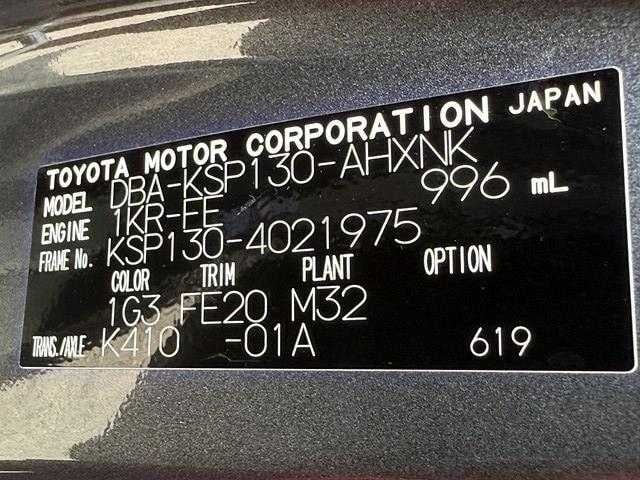 TOYOTA MOTOR CORPORATION JAPAN
MODEL DBA-KSP130-AHXNK
ENGINE 1KR-FE 996 mL
FRAME No. KSP130-4021975
COLOR TRIM PLANT OPTION
1G3 FE20 M32
TRANS./AXLE K410 -01A 619